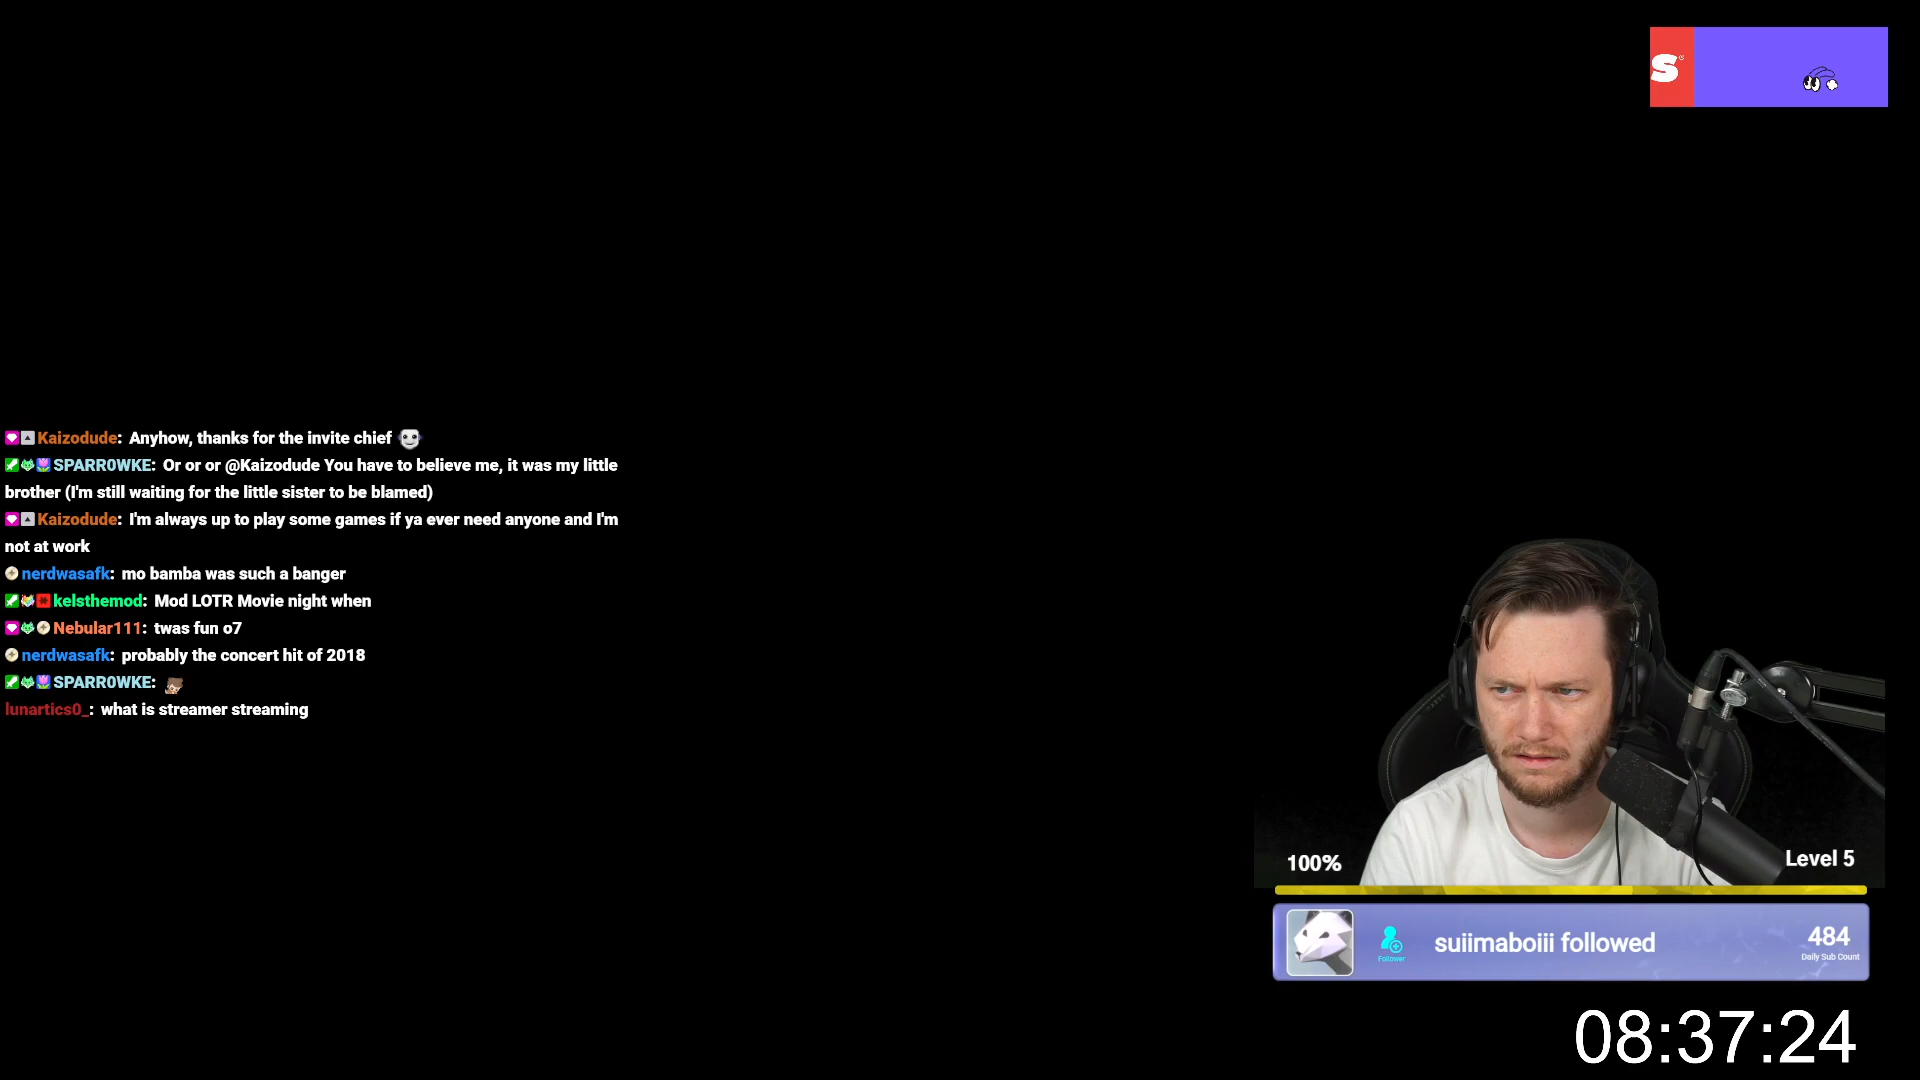 S
Kaizodude: Anyhow, thanks for the invite chief
SPARR0WKE: Or or or @Kaizodude You have to believe me, it was my little
brother (I'm still waiting for the little sister to be blamed)
Kaizodude: I'm always up to play some games if ya ever need anyone and I'm
not at work
nerdwasafk: mo bamba was such a banger
kelsthemod: Mod LOTR Movie night when
Nebular111: twas fun o7
nerdwasafk: probably the concert hit of 2018
SPARR0WKE:
lunartics0_: what is streamer streaming
100%
Level 5
Follower
suiimaboiii followed
484
Daily Sub Count
08:37:24